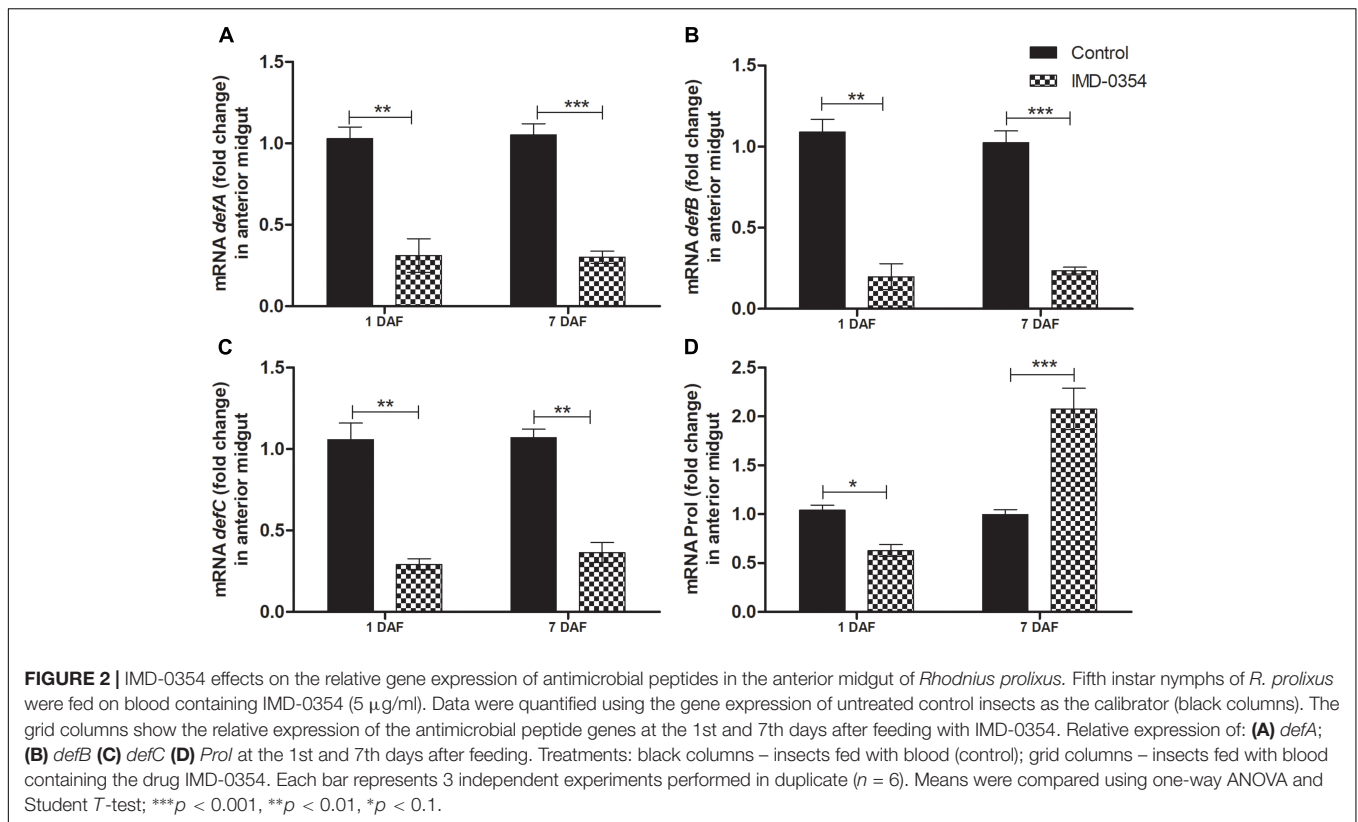 A
mRNA defA (fold change)
in anterior midgut
1.5
1.0
0.5
0.0
**
***
1 DAF
7 DAF
B
Control
IMD-0354
mRNA defB (fold change)
in anterior midgut
1.5
1.0
0.5
0.0
**
***
1 DAF
7 DAF
C
mRNA defC (fold change)
in anterior midgut
1.5
1.0
0.5
0.0
**
**
1 DAF
7 DAF
D
mRNA Prol (fold change)
in anterior midgut
2.5
2.0
1.5
1.0
0.5
0.0
*
***
1 DAF
7 DAF
FIGURE 2 | IMD-0354 effects on the relative gene expression of antimicrobial peptides in the anterior midgut of Rhodnius prolixus. Fifth instar nymphs of R. prolixus
were fed on blood containing IMD-0354 (5 μg/ml). Data were quantified using the gene expression of untreated control insects as the calibrator (black columns). The
grid columns show the relative expression of the antimicrobial peptide genes at the 1st and 7th days after feeding with IMD-0354. Relative expression of: (A) defA;
(B) defB (C) defC (D) Prol at the 1st and 7th days after feeding. Treatments: black columns – insects fed with blood (control); grid columns – insects fed with blood
containing the drug IMD-0354. Each bar represents 3 independent experiments performed in duplicate (n = 6). Means were compared using one-way ANOVA and
Student T-test; ***p < 0.001, **p < 0.01, *p < 0.1.